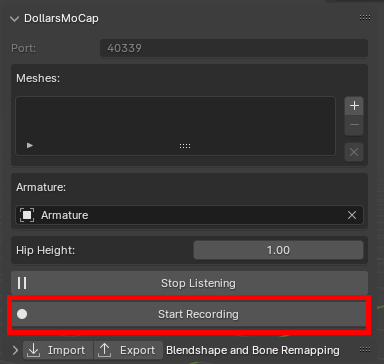 DollarsMoCap
Port: 40339
Meshes:
Armature:
Armature
Hip Height: 1.00
Stop Listening
Start Recording
Import Export Blendshape and Bone Remapping